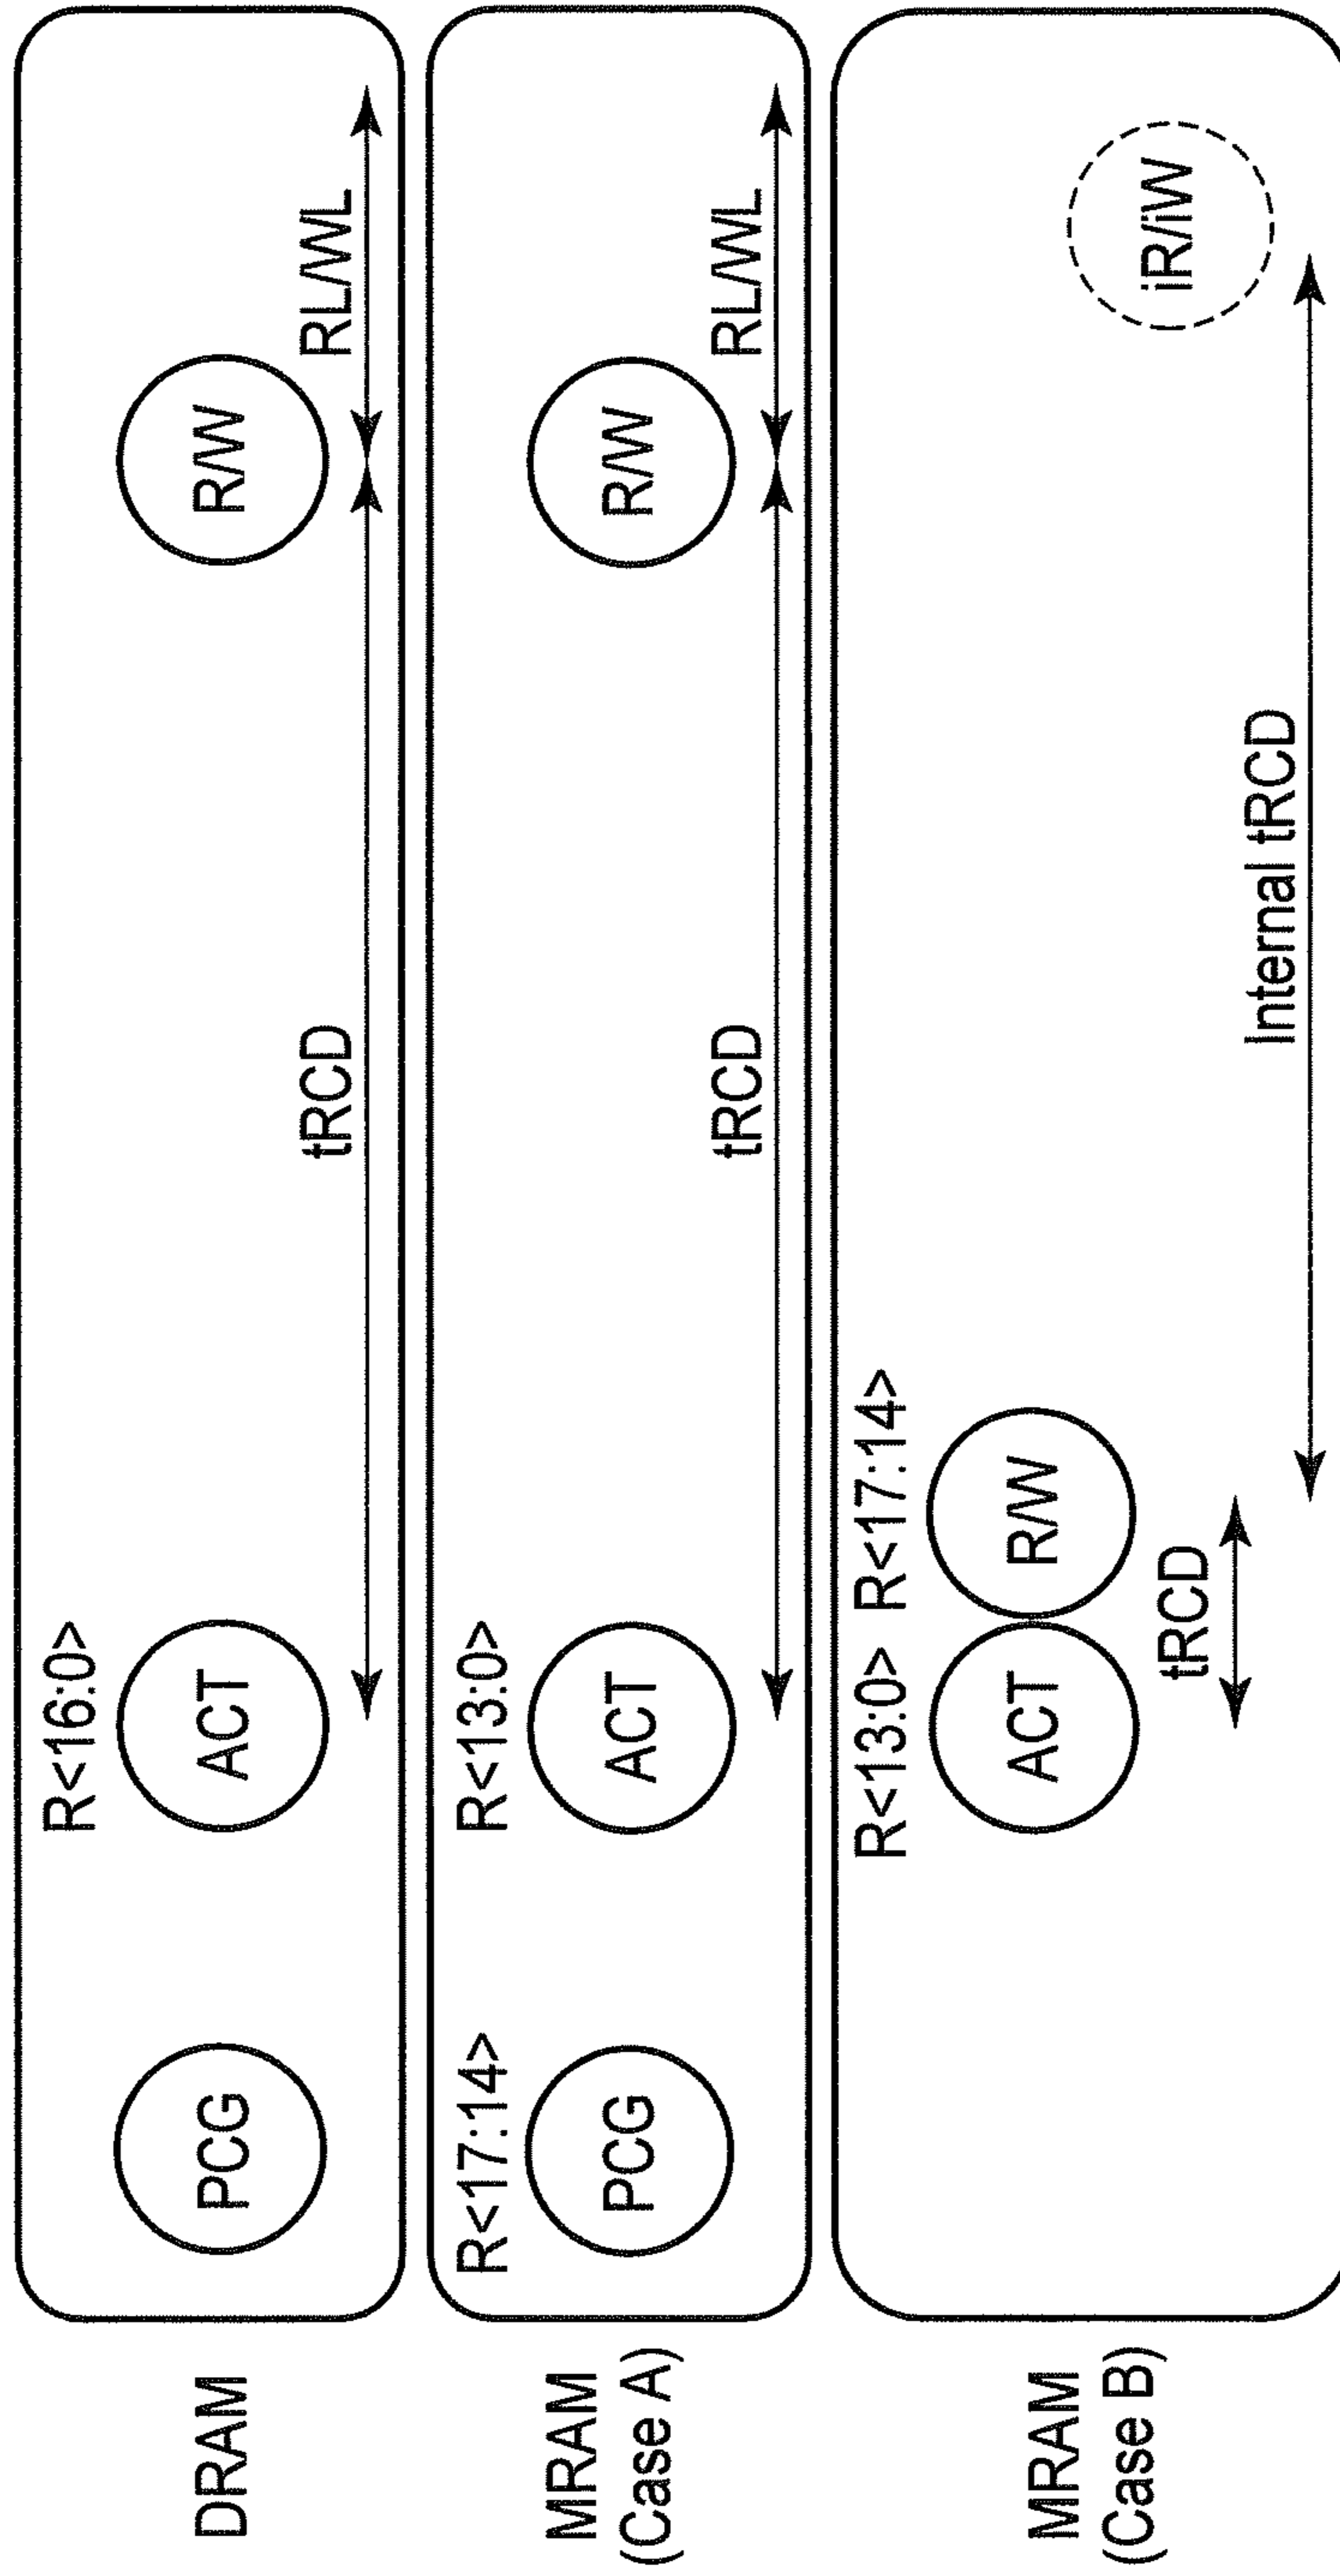 DRAM
R<16:0>
PCG
ACT
R/W
tRCD
RL/WL
MRAM
(Case A)
R<17:14>
R<13:0>
PCG
ACT
R/W
tRCD
RL/WL
MRAM
(Case B)
R<13:0> R<17:14>
ACT
R/W
iR/iW
tRCD
Internal tRCD